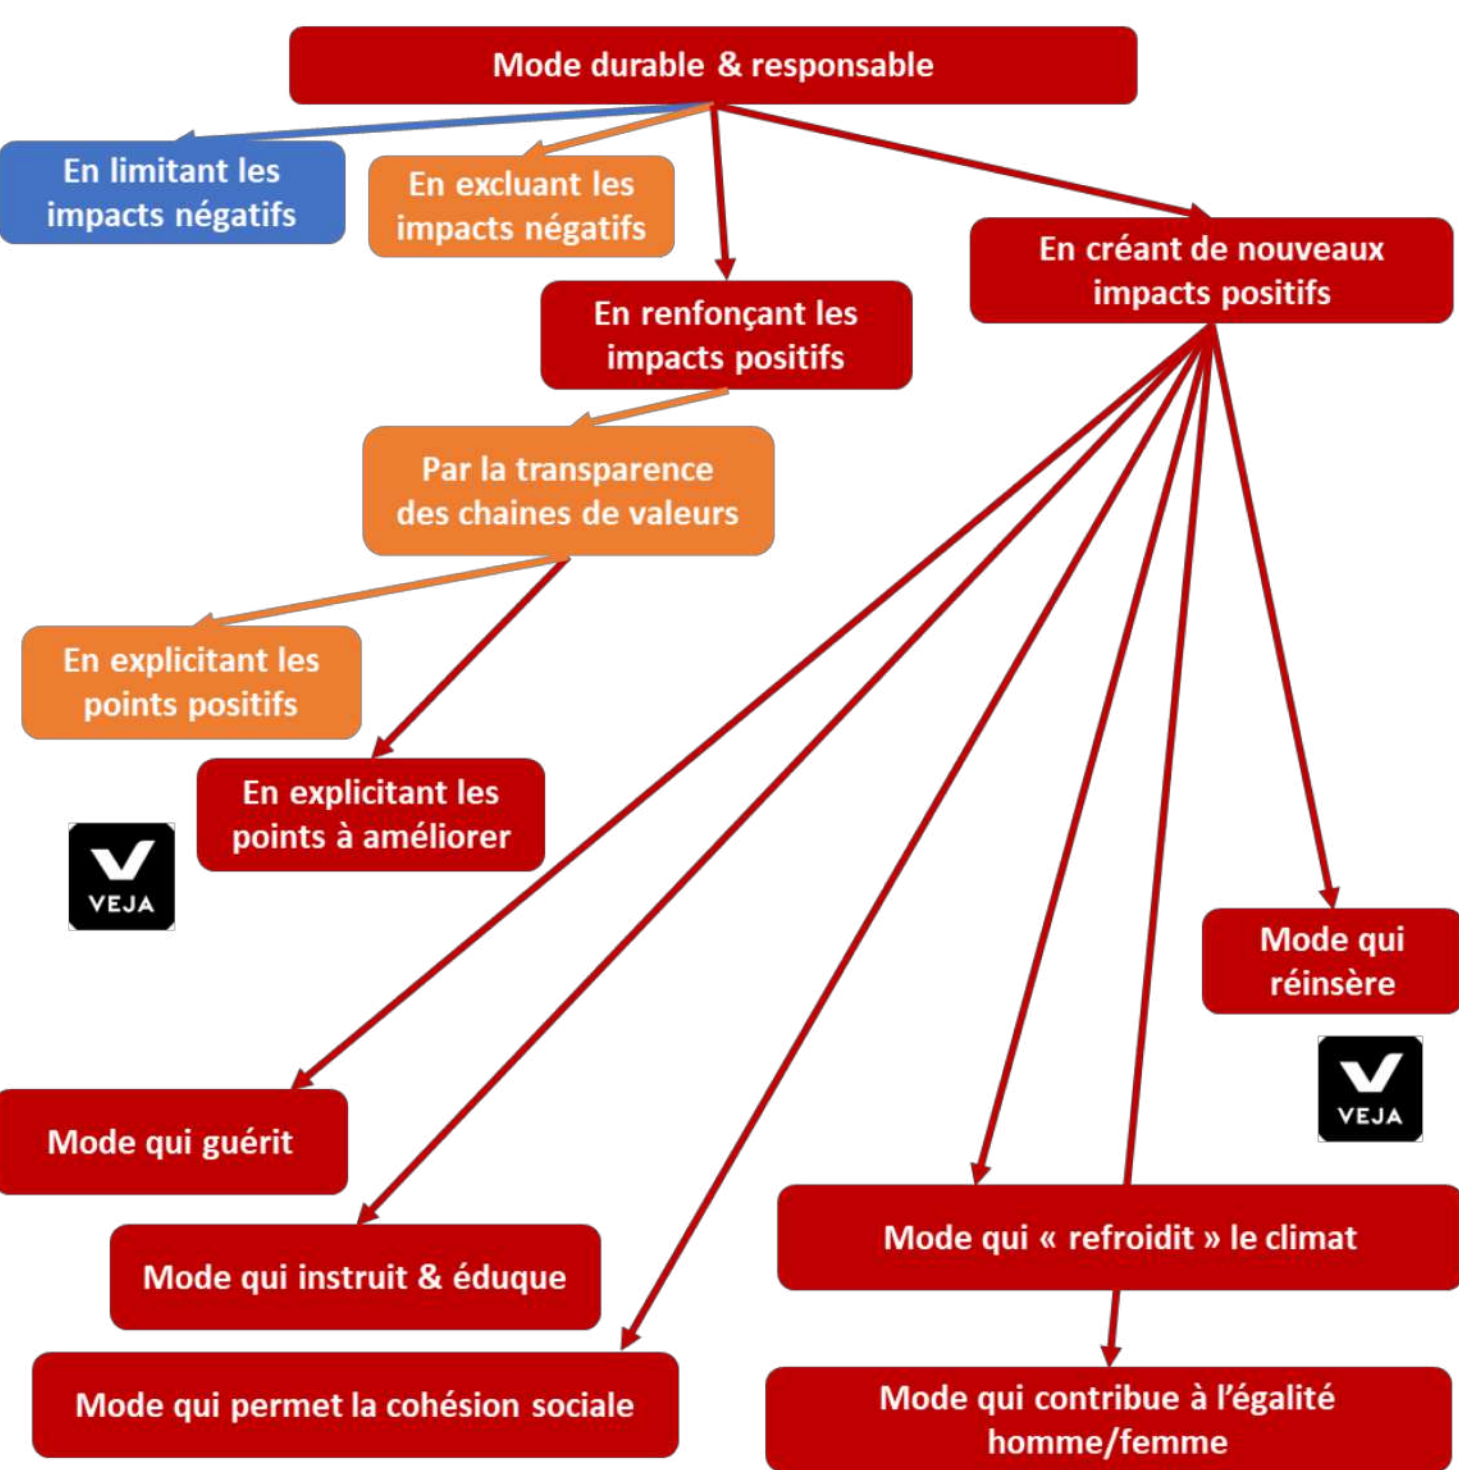 Mode durable & responsable
En limitant les
impacts négatifs
En excluant les
impacts négatifs
En créant de nouveaux
impacts positifs
En renfonçant les
impacts positifs
Par la transparence
des chaines de valeurs
En explicitant les
points positifs
En explicitant les
points à améliorer
VEJA
Mode qui
réinsère
VEJA
Mode qui guérit
Mode qui « refroidit » le climat
Mode qui instruit & éduque
Mode qui permet la cohésion sociale
Mode qui contribue à l’égalité
homme/femme